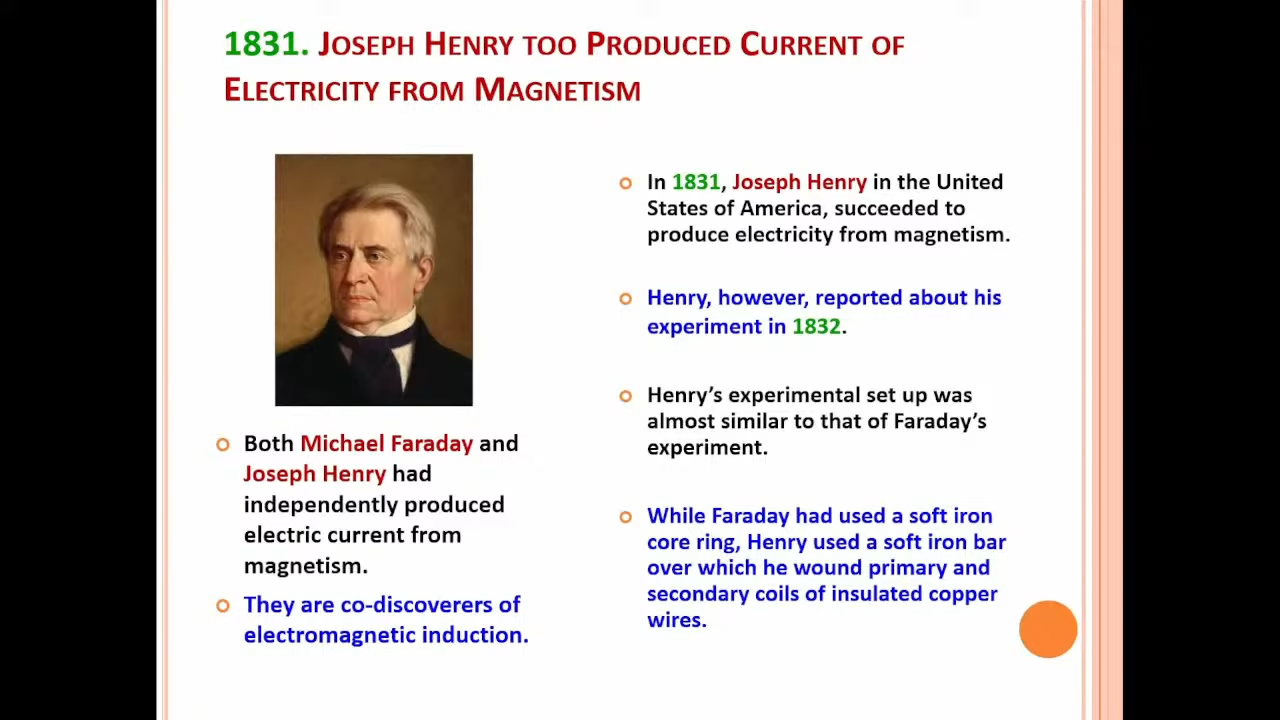 1831. Joseph Henry too Produced Current of
Electricity from Magnetism
Both Michael Faraday and
Joseph Henry had
independently produced
electric current from
magnetism.
They are co-discoverers of
electromagnetic induction.
In 1831, Joseph Henry in the United
States of America, succeeded to
produce electricity from magnetism.
Henry, however, reported about his
experiment in 1832.
Henry’s experimental set up was
almost similar to that of Faraday’s
experiment.
While Faraday had used a soft iron
core ring, Henry used a soft iron bar
over which he wound primary and
secondary coils of insulated copper
wires.